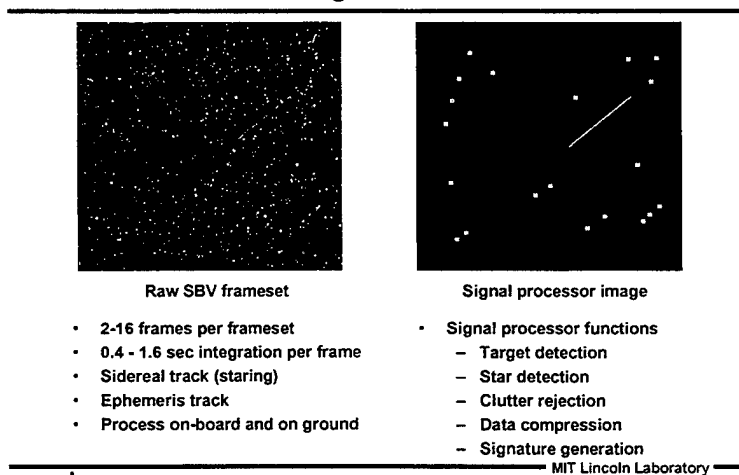 Raw SBV frameset
• 2-16 frames per frameset
• 0.4 - 1.6 sec integration per frame
• Sidereal track (staring)
• Ephemeris track
• Process on-board and on ground
Signal processor image
• Signal processor functions
– Target detection
– Star detection
– Clutter rejection
– Data compression
– Signature generation
MIT Lincoln Laboratory